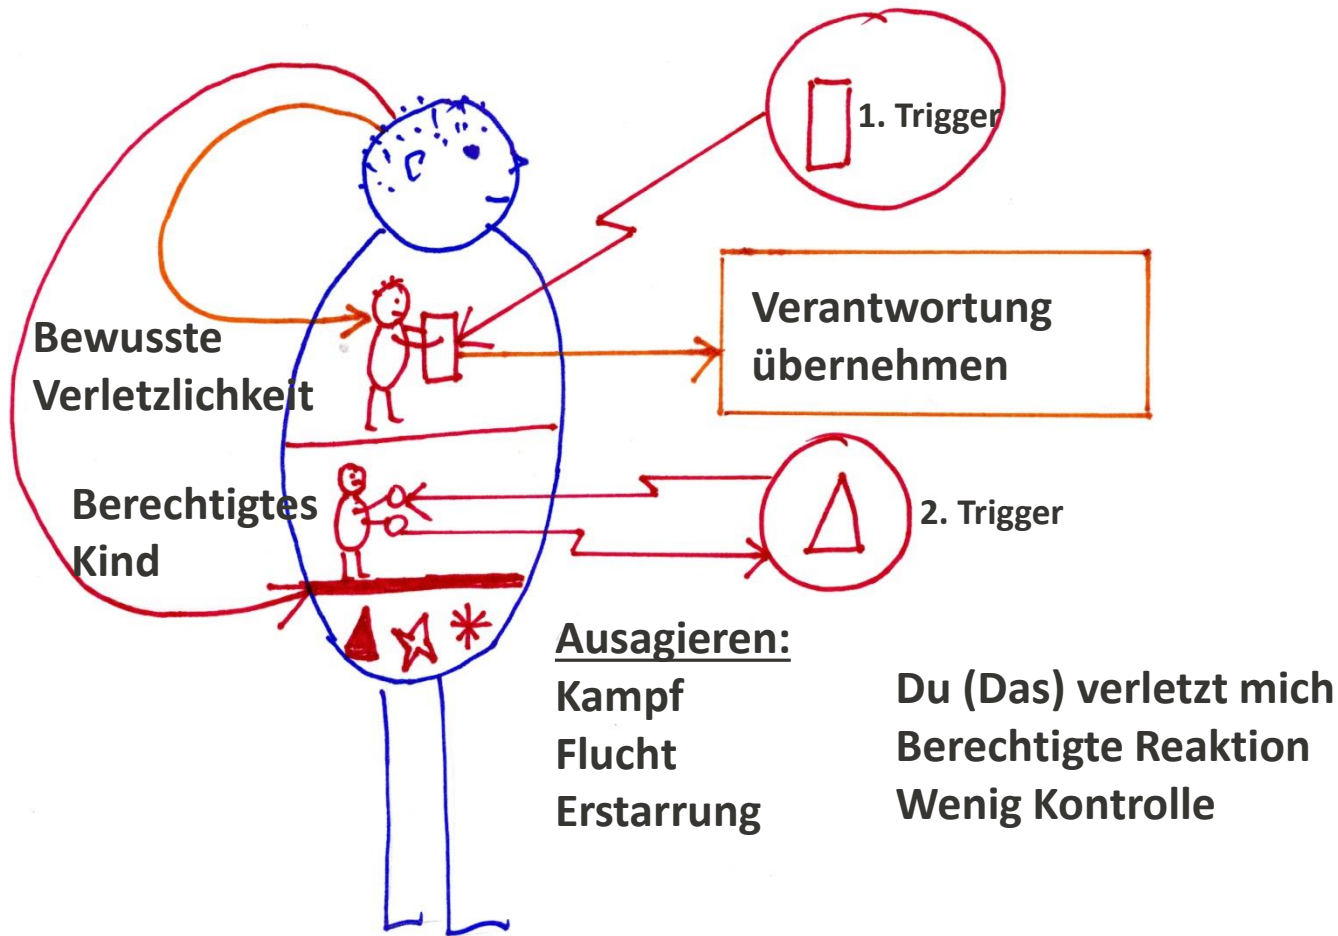 1. Trigger
Verantwortung
übernehmen
Bewusste
Verletzlichkeit
Berechtigtes
Kind
2. Trigger
Ausagieren:
Kampf
Flucht
Erstarrung
Du (Das) verletzt mich
Berechtigte Reaktion
Wenig Kontrolle